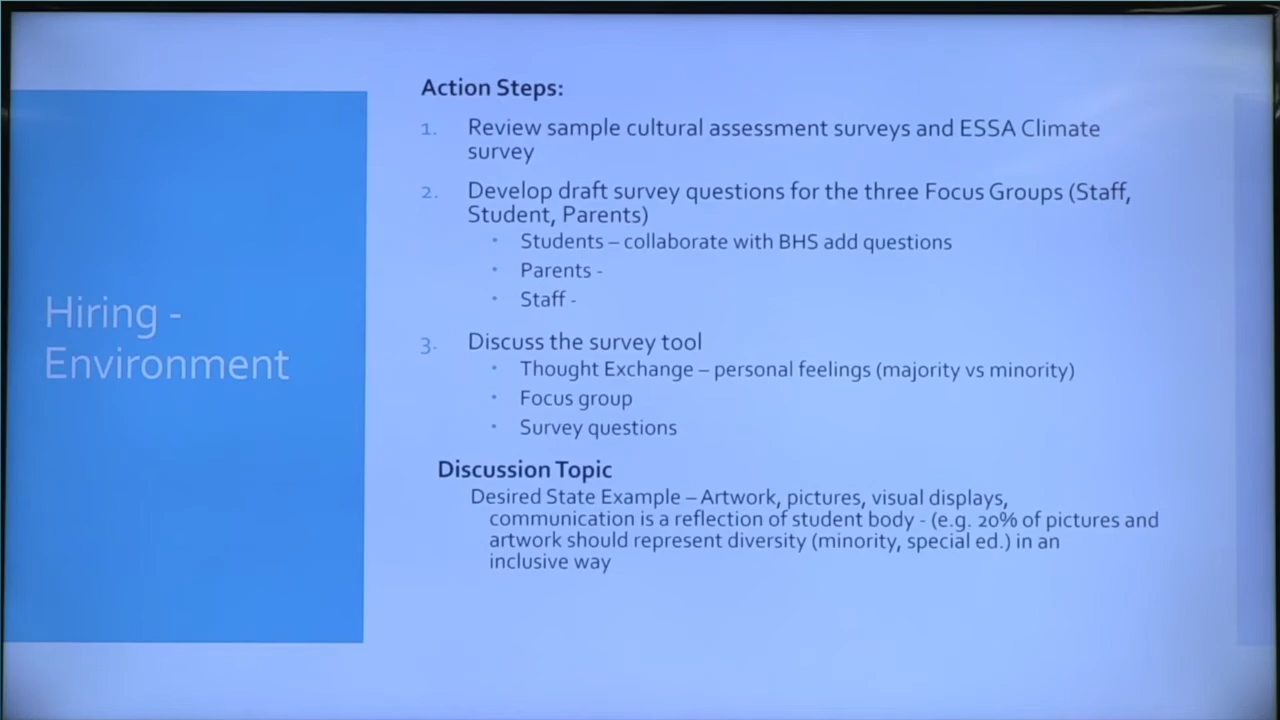 Hiring -
Environment
Action Steps:
1. Review sample cultural assessment surveys and ESSA Climate
survey
2. Develop draft survey questions for the three Focus Groups (Staff,
Student, Parents)
· Students – collaborate with BHS add questions
· Parents -
· Staff -
3. Discuss the survey tool
· Thought Exchange – personal feelings (majority vs minority)
· Focus group
· Survey questions
Discussion Topic
Desired State Example – Artwork, pictures, visual displays,
communication is a reflection of student body - (e.g. 20% of pictures and
artwork should represent diversity (minority, special ed.) in an
inclusive way